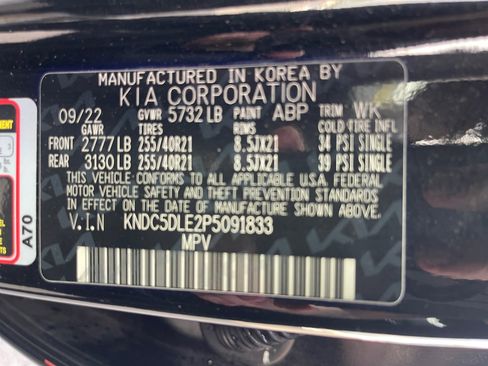 MANUFACTURED IN KOREA BY
KIA CORPORATION
09/22 GVWR 5732 LB PAINT ABP TRIM WK
GAWR TIRES COLD TIRE INFL
FRONT 2777 LB 255/40R21 8.5JX21 34 PSI SINGLE
REAR 3130 LB 255/40R21 8.5JX21 39 PSI SINGLE
THIS VEHICLE CONFORMS TO ALL APPLICABLE FEDERAL
MOTOR VEHICLE SAFETY AND THEFT PREVENTION STANDARDS
IN EFFECT ON THE DATE OF MANUFACTURE SHOWN ABOVE.
V.I.N KNDC5DLE2P5091833
MPV
A70